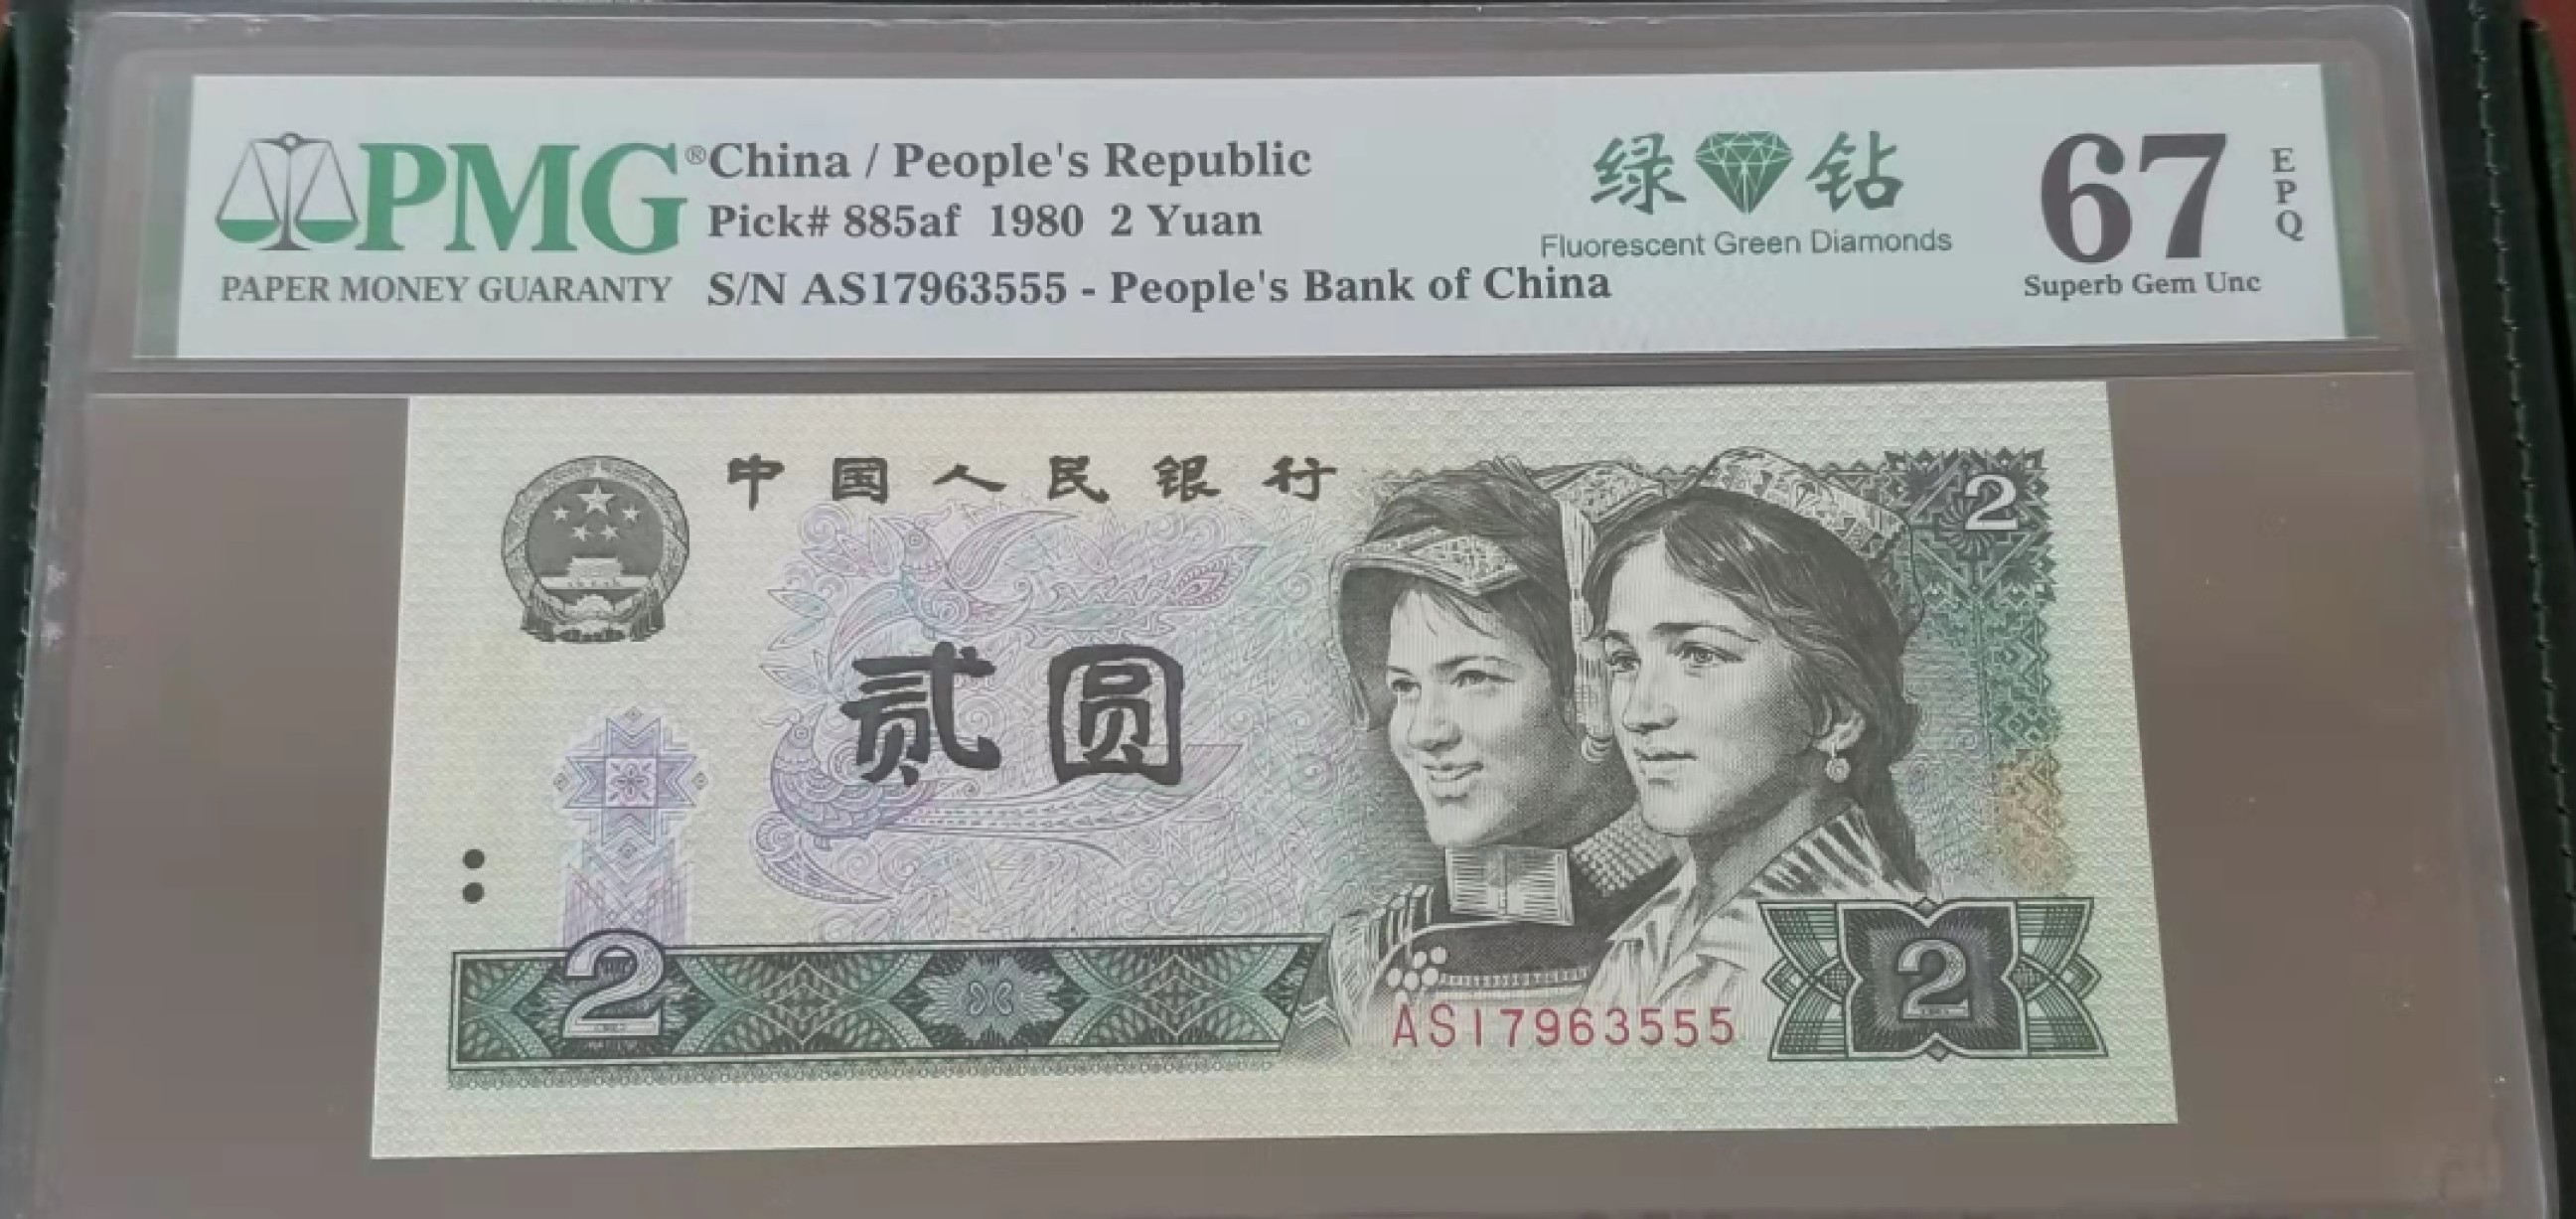 PMG® China / People's Republic 绿钻 67 EPQ
Pick# 885af 1980 2 Yuan
Fluorescent Green Diamonds
PAPER MONEY GUARANTY S/N AS17963555 - People's Bank of China Superb Gem Unc
中国人民银行
2
贰圆
2
2
AS17963555